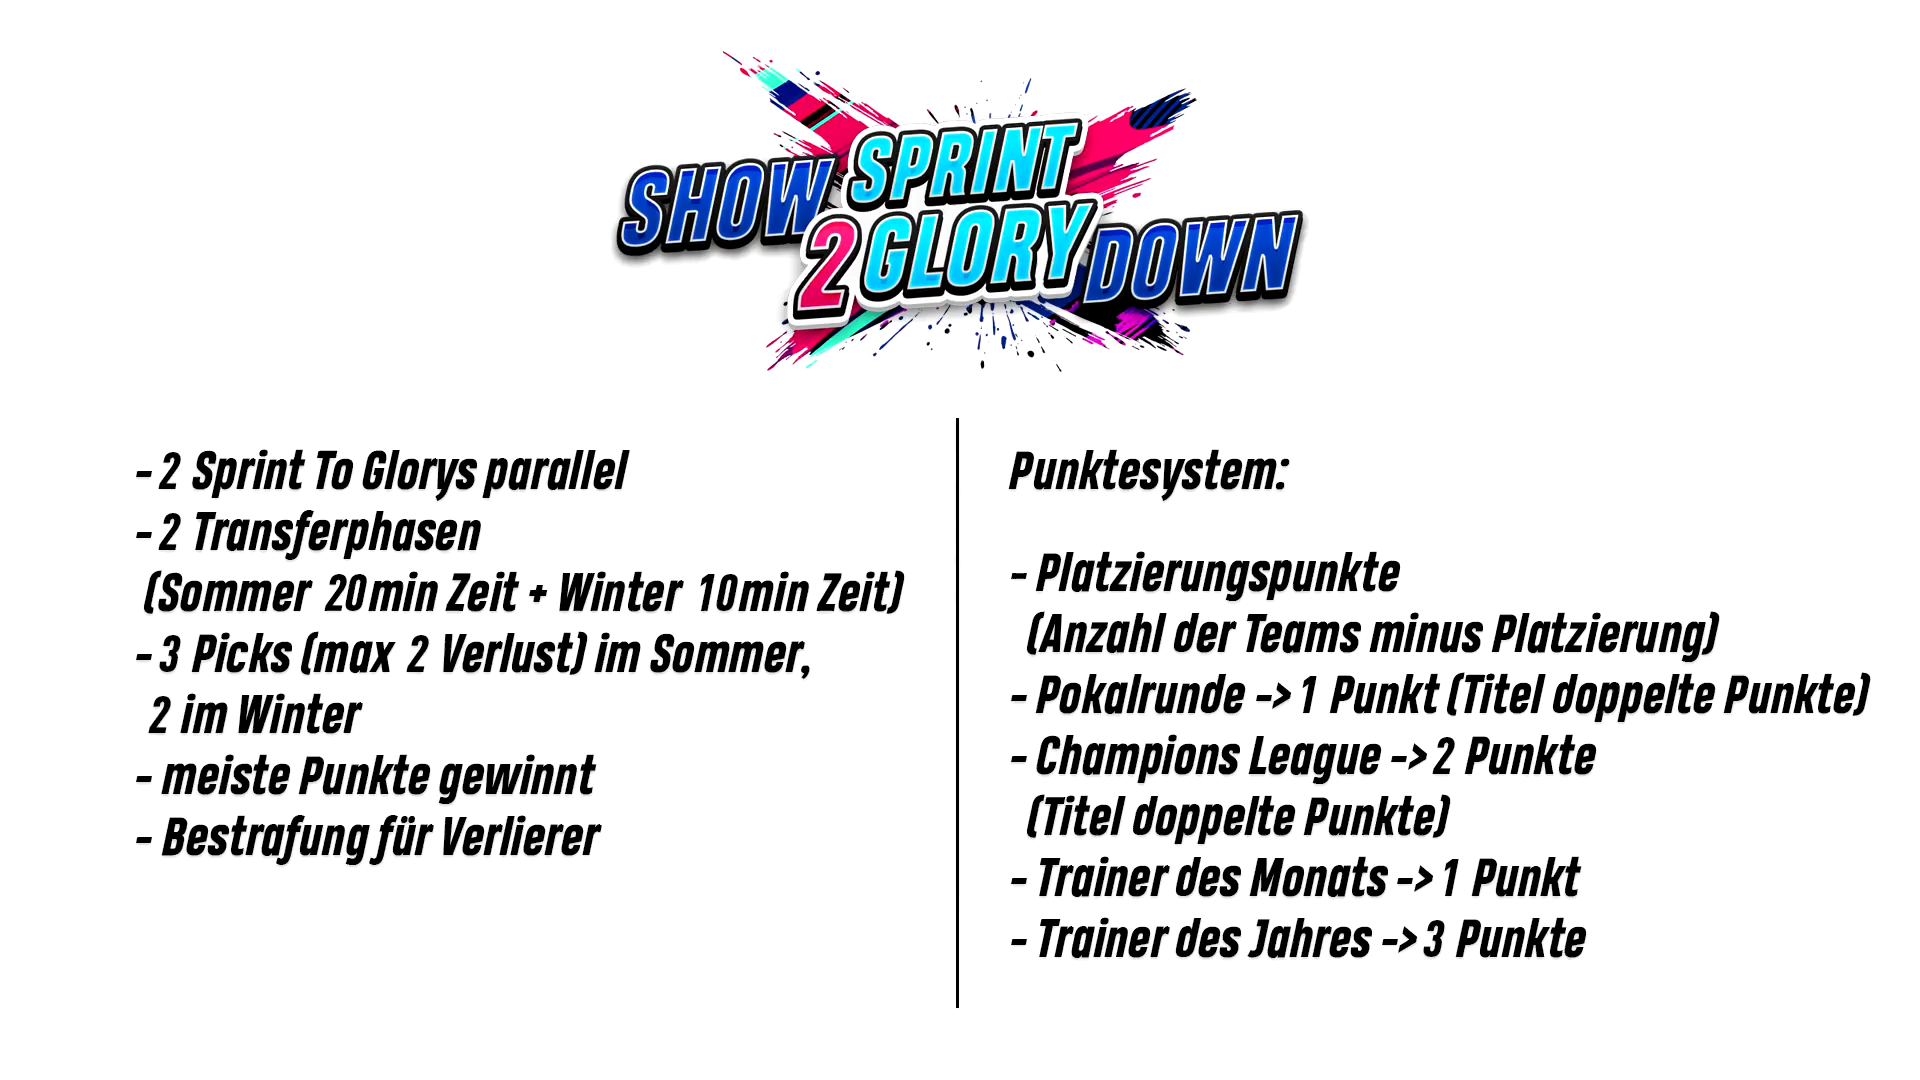 SHOW SPRINT
2 GLORY DOWN
- 2 Sprint To Glorys parallel
- 2 Transferphasen
(Sommer 20min Zeit + Winter 10min Zeit)
- 3 Picks (max 2 Verlust) im Sommer,
2 im Winter
- meiste Punkte gewinnt
- Bestrafung für Verlierer
Punktesystem:
- Platzierungspunkte
(Anzahl der Teams minus Platzierung)
- Pokalrunde -> 1 Punkt (Titel doppelte Punkte)
- Champions League -> 2 Punkte
(Titel doppelte Punkte)
- Trainer des Monats -> 1 Punkt
- Trainer des Jahres -> 3 Punkte